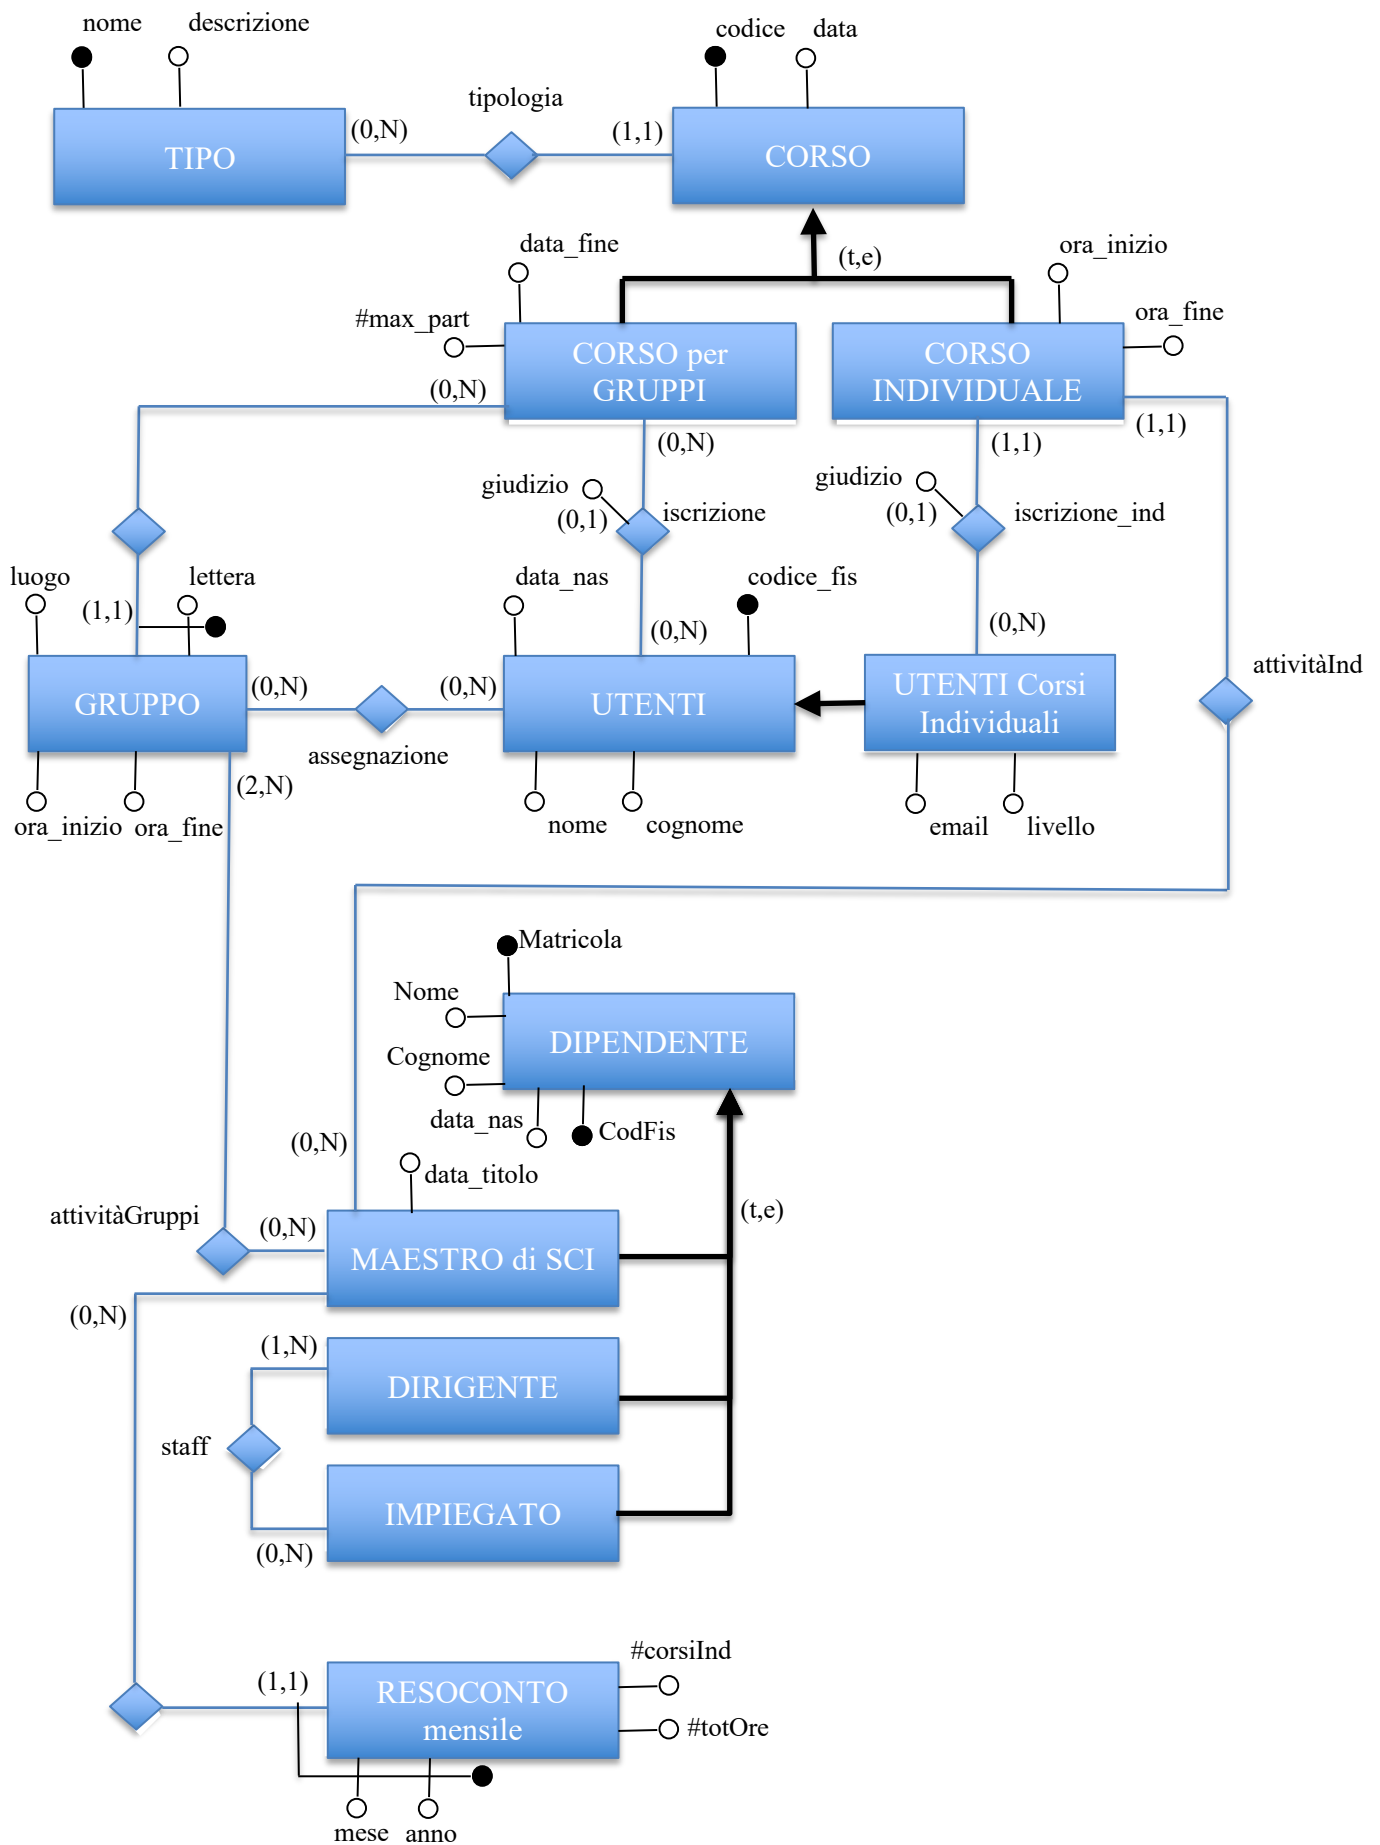 nome
descrizione
codice
data
tipologia
(0,N)
(1,1)
TIPO
CORSO
data_fine
(t,e)
ora_inizio
#max_part
ora_fine
CORSO per
GRUPPI
CORSO
INDIVIDUALE
(0,N)
(0,N)
(1,1)
(1,1)
giudizio
(0,1)
iscrizione
giudizio
(0,1)
iscrizione_ind
luogo
lettera
(1,1)
data_nas
codice_fis
(0,N)
(0,N)
GRUPPO
(0,N)
(0,N)
assegnazione
UTENTI
UTENTI Corsi
Individuali
attivitàInd
(2,N)
ora_inizio
ora_fine
nome
cognome
email
livello
Matricola
Nome
Cognome
DIPENDENTE
data_nas
CodFis
(0,N)
data_titolo
(t,e)
attivitàGruppi
(0,N)
MAESTRO di SCI
(0,N)
(1,N)
DIRIGENTE
staff
IMPIEGATO
(0,N)
#corsiInd
(1,1)
RESOCONTO
mensile
#totOre
mese
anno